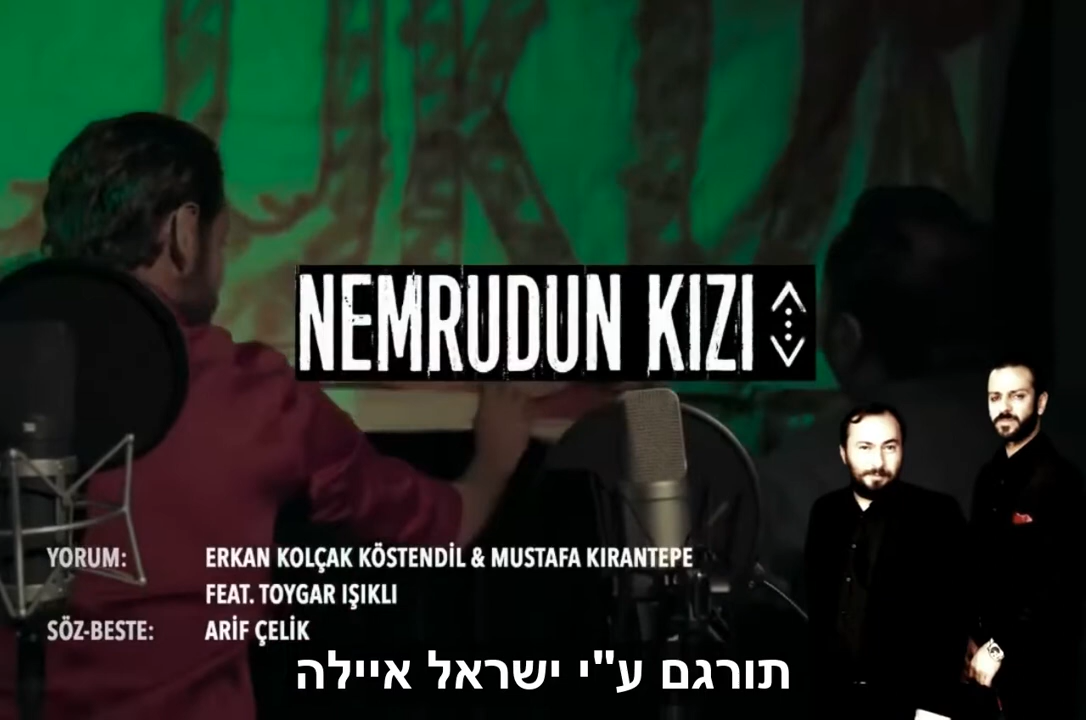 NEMRUDUN KIZI
YORUM: ERKAN KOLÇAK KÖSTENDİL & MUSTAFA KIRANTEPE
FEAT. TOYGAR IŞIKLI
SÖZ-BESTE: ARİF ÇELİK
תורגם ע"י ישראל איילה